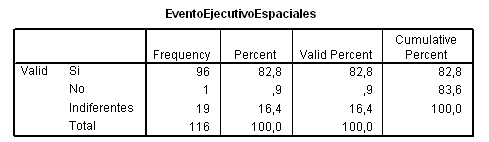 EventoEjecutivoEspaciales
Frequency Percent Valid Percent Cumulative Percent
Valid Si 96 82,8 82,8 82,8
No 1 ,9 ,9 83,6
Indiferentes 19 16,4 16,4 100,0
Total 116 100,0 100,0